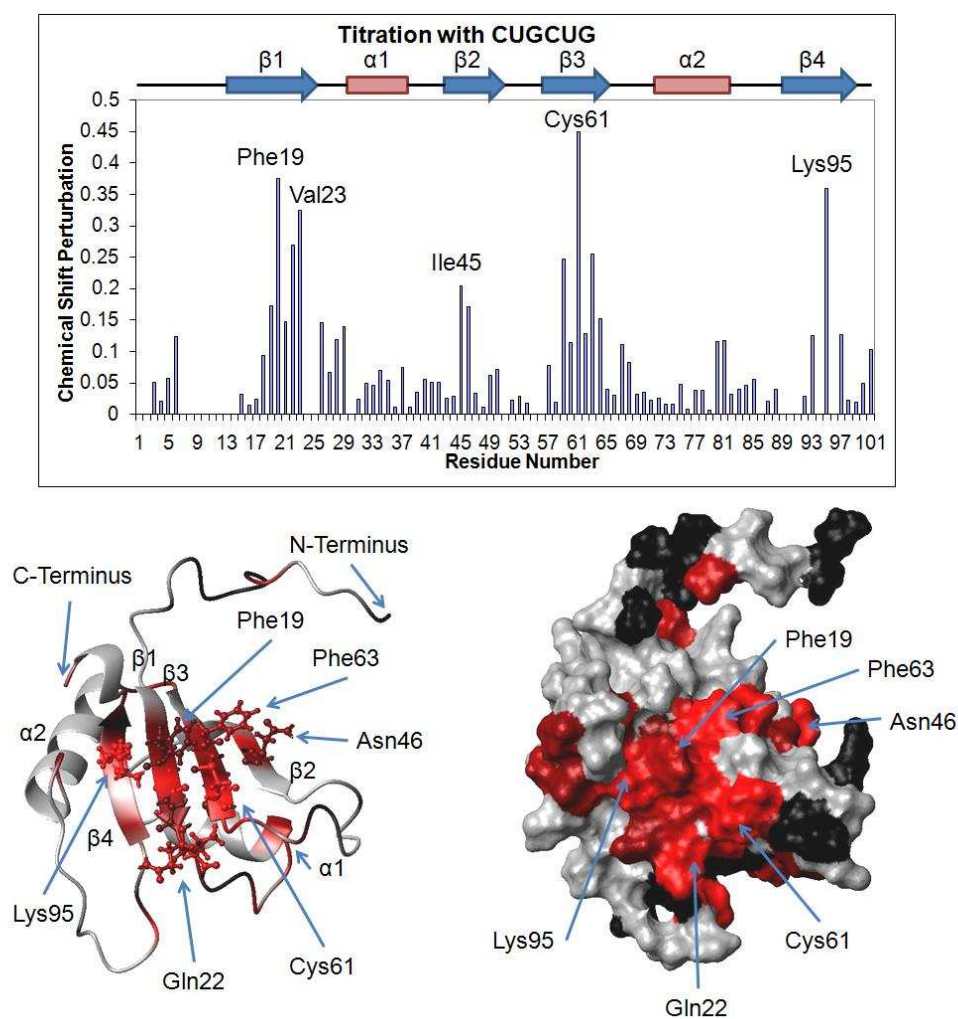 Titration with CUGCUG
β1 α1 β2 β3 α2 β4
Chemical Shift Perturbation
0.5
0.45
0.4
0.35
0.3
0.25
0.2
0.15
0.1
0.05
0
Phe19
Val23
Ile45
Cys61
Lys95
1 5 9 13 17 21 25 29 33 37 41 45 49 53 57 61 65 69 73 77 81 85 89 93 97 101
Residue Number
N-Terminus
C-Terminus
Phe19
β1
β3
Phe63
α2
Asn46
β2
β4
α1
Lys95
Cys61
Gln22
Phe19
Phe63
Asn46
Lys95
Cys61
Gln22